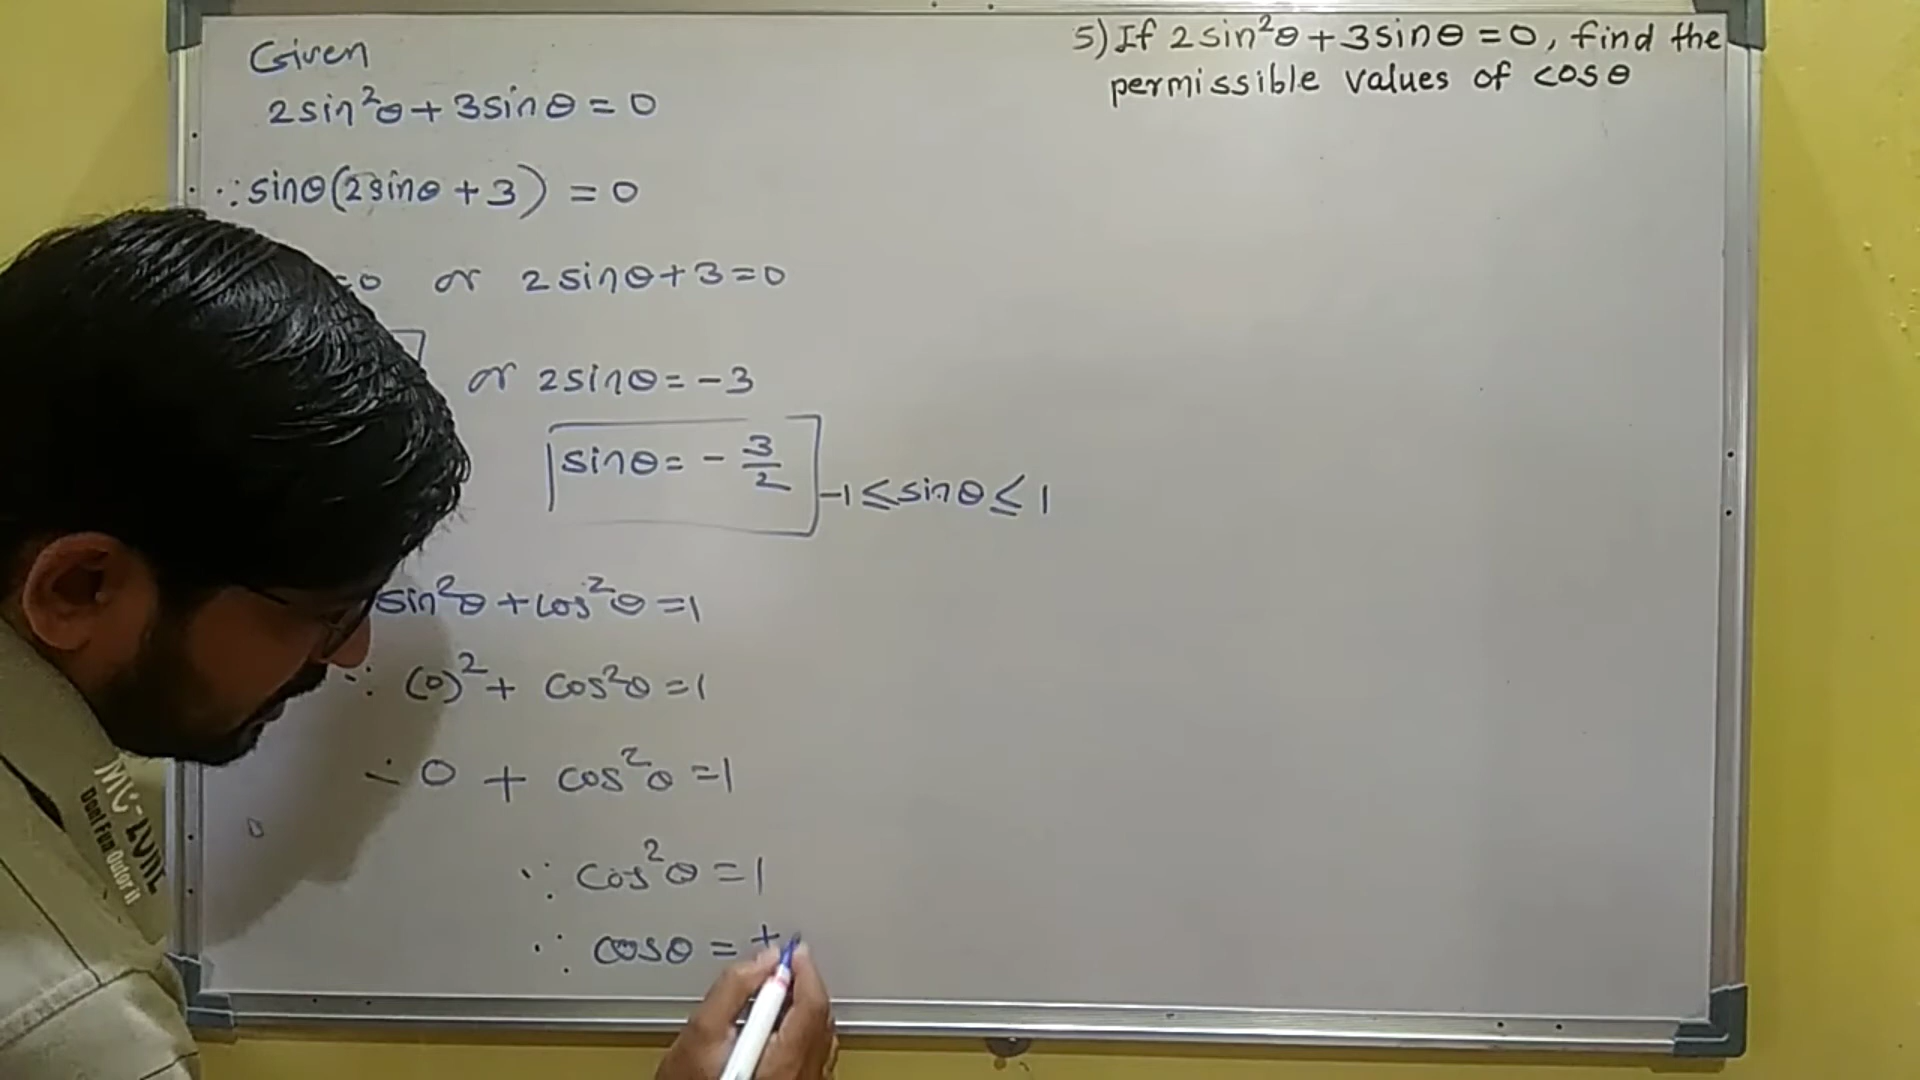 Given
2sin²θ + 3sinθ = 0
∴ sinθ(2sinθ + 3) = 0
=0 or 2sinθ + 3 = 0
or 2sinθ = -3
sinθ = - 3/2
-1 ≤ sinθ ≤ 1
sin²θ + cos²θ = 1
∴ (0)² + cos²θ = 1
∴ 0 + cos²θ = 1
∴ cos²θ = 1
∴ cosθ = +
5) If 2sin²θ + 3sinθ = 0, find the
permissible values of cosθ